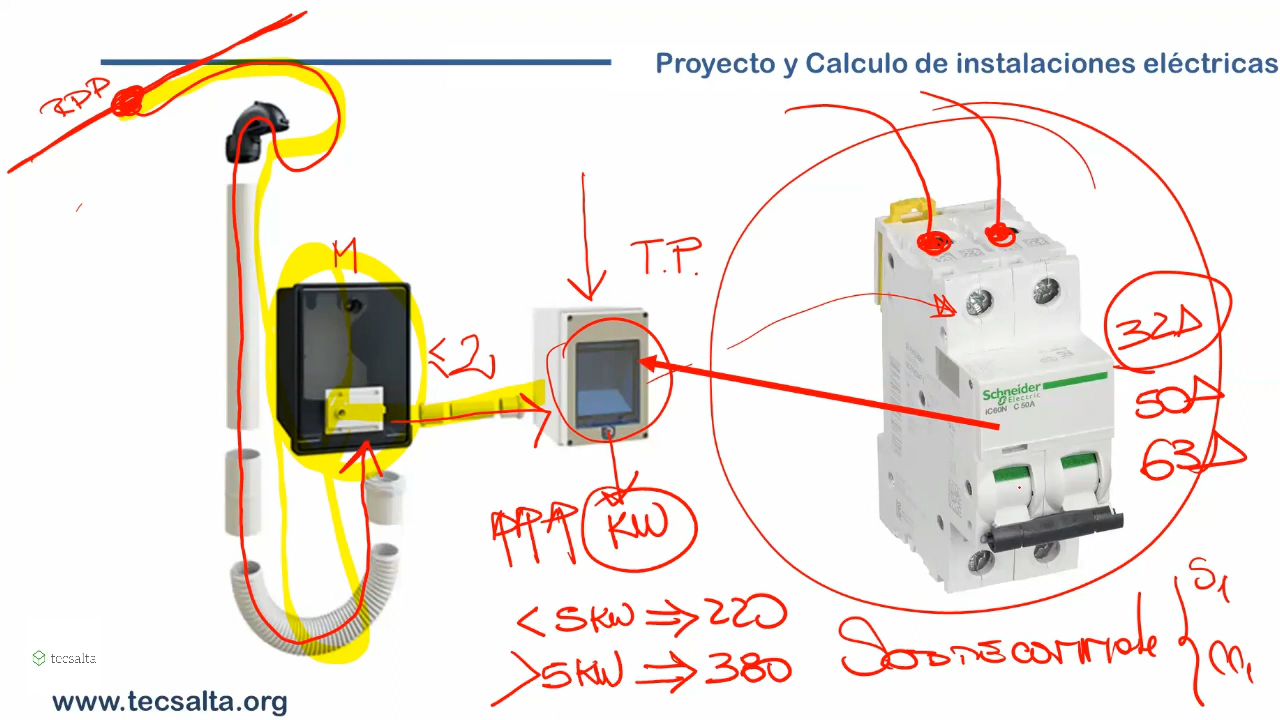 Proyecto y Calculo de instalaciones eléctricas
RDP
M
T.P.
<2
32A
Schneider
Electric
iC60N C 50A
50A
63A
KW
<5KW ⇒ 220
>5KW ⇒ 380
tecsalta
www.tecsalta.org